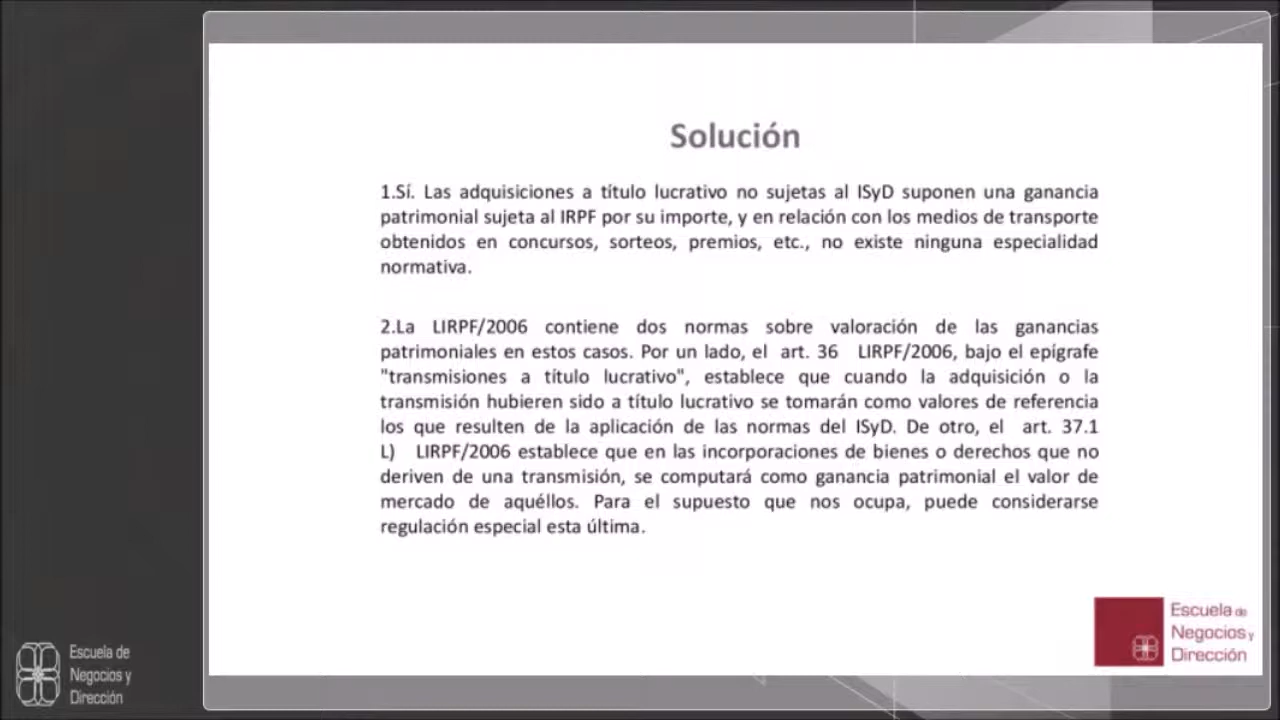 Solución
1.Sí. Las adquisiciones a título lucrativo no sujetas al ISyD suponen una ganancia
patrimonial sujeta al IRPF por su importe, y en relación con los medios de transporte
obtenidos en concursos, sorteos, premios, etc., no existe ninguna especialidad
normativa.
2.La LIRPF/2006 contiene dos normas sobre valoración de las ganancias
patrimoniales en estos casos. Por un lado, el art. 36 LIRPF/2006, bajo el epígrafe
"transmisiones a título lucrativo", establece que cuando la adquisición o la
transmisión hubieren sido a título lucrativo se tomarán como valores de referencia
los que resulten de la aplicación de las normas del ISyD. De otro, el art. 37.1
L) LIRPF/2006 establece que en las incorporaciones de bienes o derechos que no
deriven de una transmisión, se computará como ganancia patrimonial el valor de
mercado de aquéllos. Para el supuesto que nos ocupa, puede considerarse
regulación especial esta última.
Escuela de
Negocios y
Dirección
Escuela de
Negocios y
Dirección